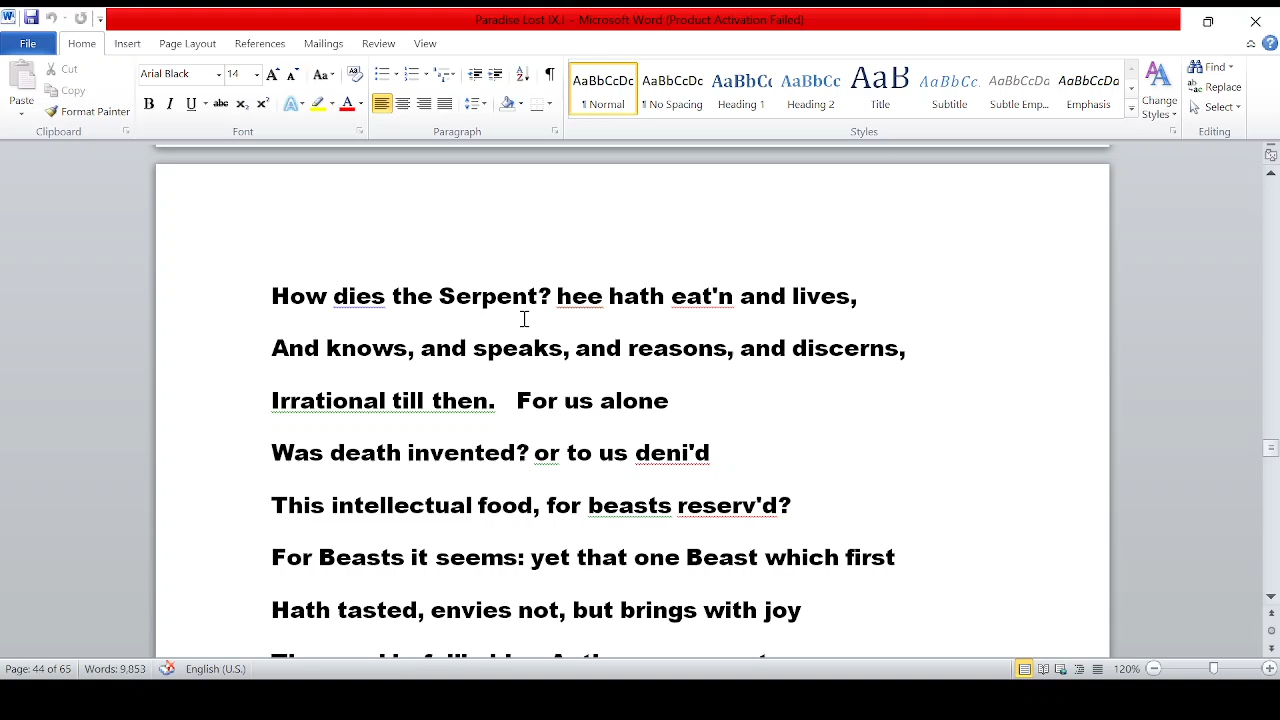 Paradise Lost IX.I - Microsoft Word (Product Activation Failed)
File Home Insert Page Layout References Mailings Review View
Cut
Copy
Format Painter
Paste
Clipboard
Arial Black 14
Font
Paragraph
AaBbCcDc AaBbCcDc AaBbCc AaBbCc AaB AaBbCc. AaBbCcDc AaBbCcDc
¶ Normal ¶ No Spacing Heading 1 Heading 2 Title Subtitle Subtle Emp... Emphasis
Styles
Change Styles
Find
Replace
Select
Editing
How dies the Serpent? hee hath eat'n and lives,
And knows, and speaks, and reasons, and discerns,
Irrational till then. For us alone
Was death invented? or to us deni'd
This intellectual food, for beasts reserv'd?
For Beasts it seems: yet that one Beast which first
Hath tasted, envies not, but brings with joy
Page: 44 of 65 Words: 9,853 English (U.S.) 120%